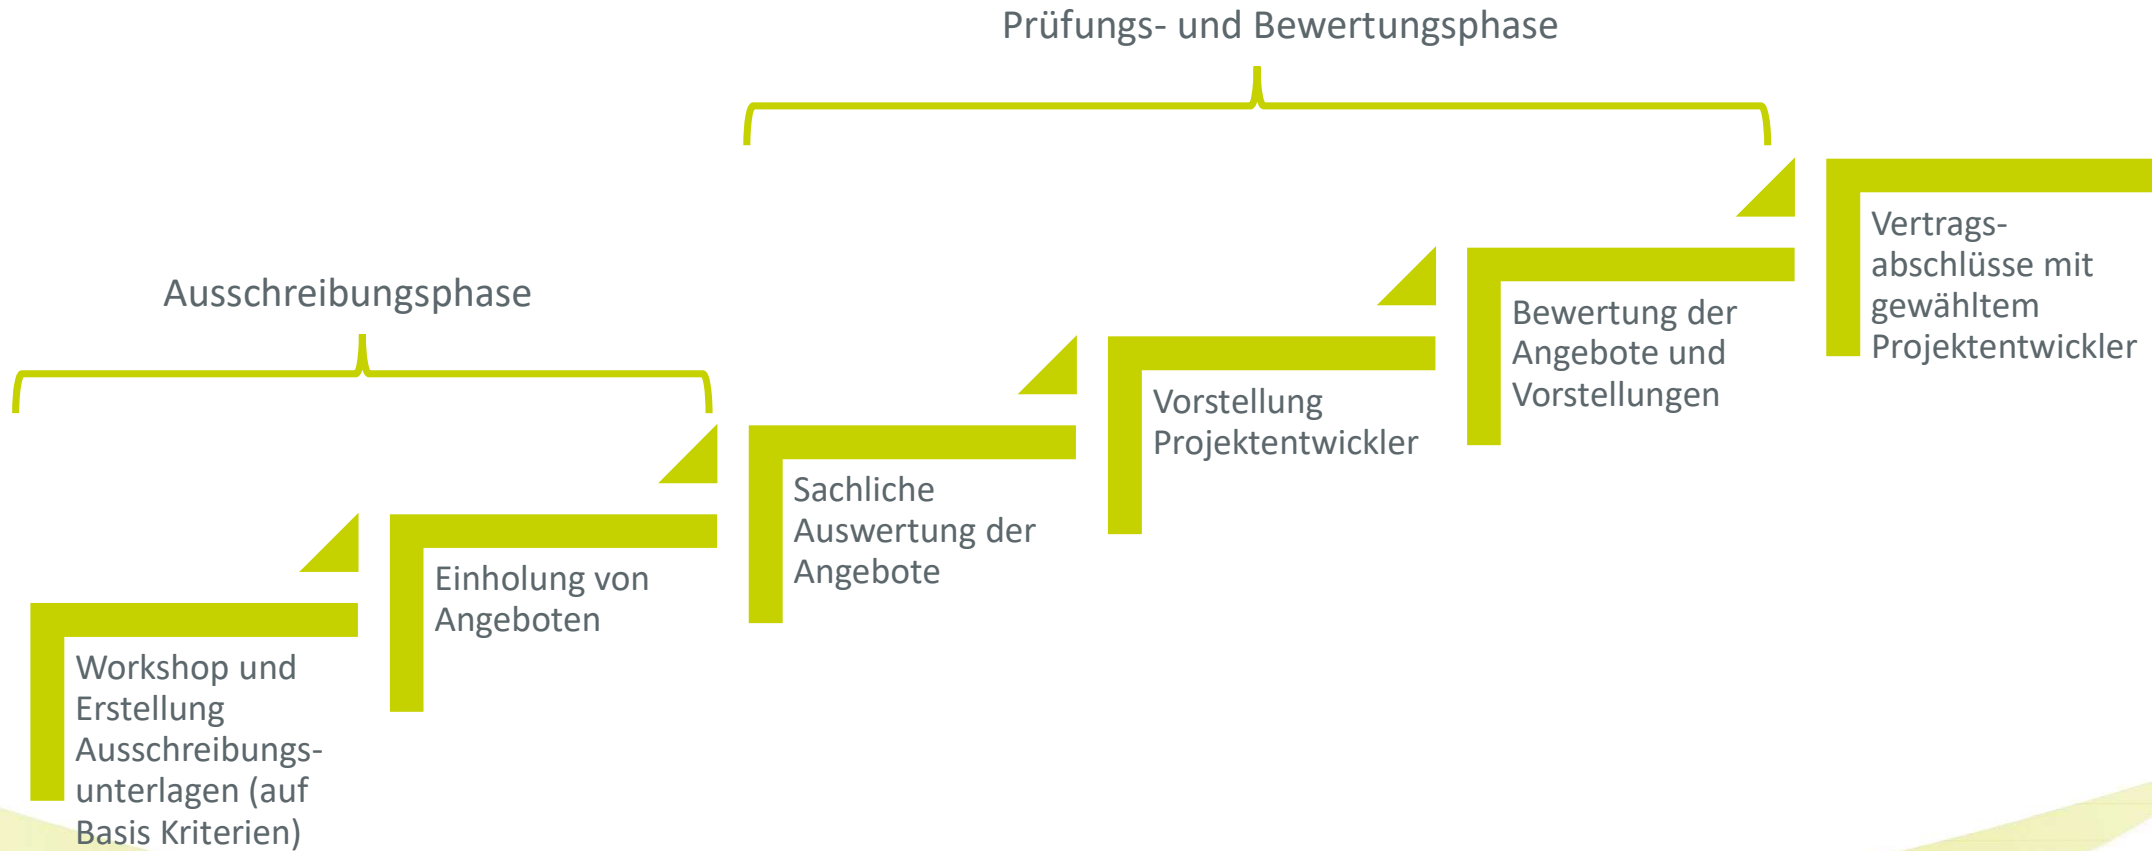 Prüfungs- und Bewertungsphase
Ausschreibungsphase
Workshop und
Erstellung
Ausschreibungs-
unterlagen (auf
Basis Kriterien)
Einholung von
Angeboten
Sachliche
Auswertung der
Angebote
Vorstellung
Projektentwickler
Bewertung der
Angebote und
Vorstellungen
Vertrags-
abschlüsse mit
gewähltem
Projektentwickler